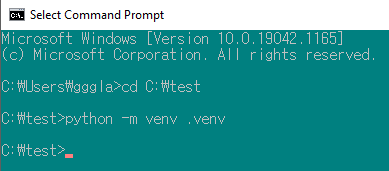 Select Command Prompt
Microsoft Windows [Version 10.0.19042.1165]
(c) Microsoft Corporation. All rights reserved.
C:₩Users₩gggla>cd C:₩test
C:₩test>python -m venv .venv
C:₩test>